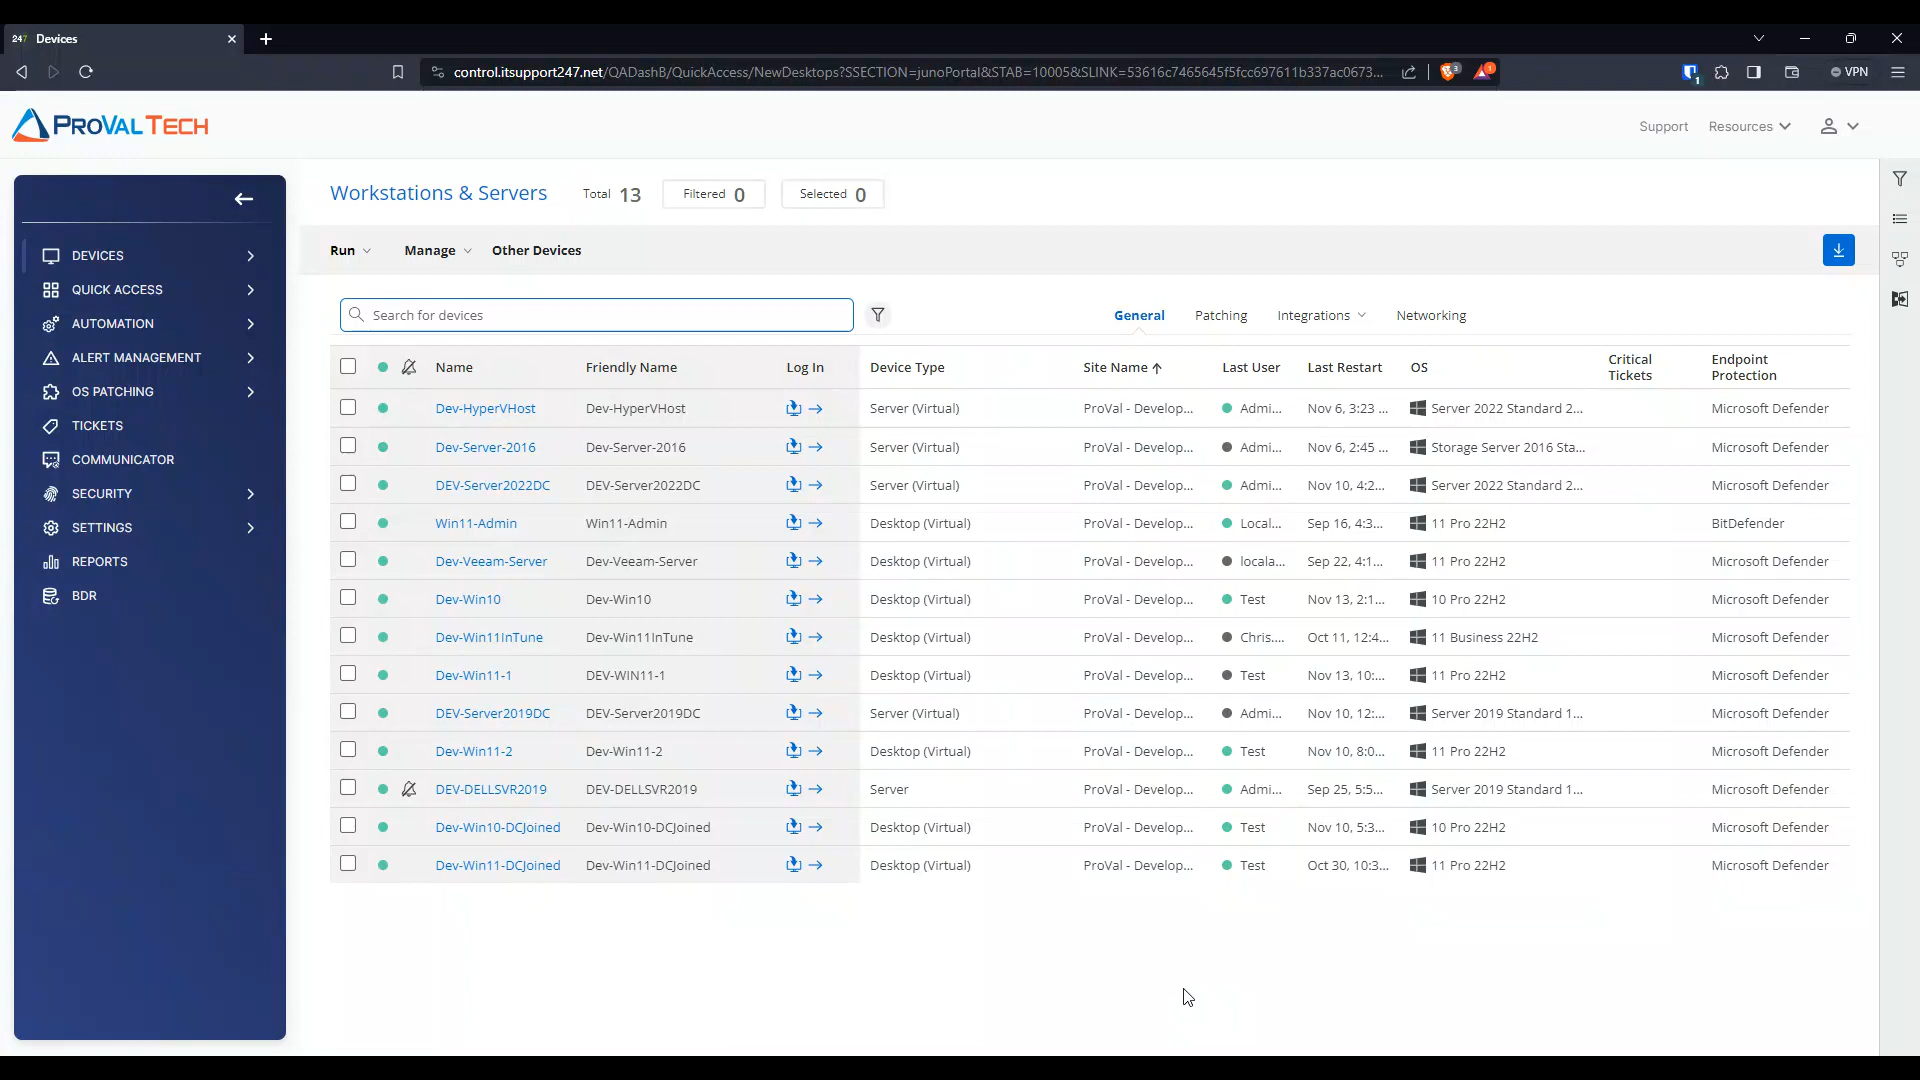 247 Devices
control.itsupport247.net/QADashB/QuickAccess/NewDesktops?SSECTION=junoPortal&STAB=10005&SLINK=53616c7465645f5fcc697611b337ac0673... 3 1 1 VPN
PROVAL TECH
Support Resources
Workstations & Servers Total 13 Filtered 0 Selected 0
Run Manage Other Devices
DEVICES
QUICK ACCESS
AUTOMATION
ALERT MANAGEMENT
OS PATCHING
TICKETS
COMMUNICATOR
SECURITY
SETTINGS
REPORTS
BDR
Search for devices General Patching Integrations Networking
Name Friendly Name Log In Device Type Site Name Last User Last Restart OS Critical Tickets Endpoint Protection
Dev-HyperVHost Dev-HyperVHost Server (Virtual) ProVal - Develop... Admi... Nov 6, 3:23 ... Server 2022 Standard 2... Microsoft Defender
Dev-Server-2016 Dev-Server-2016 Server (Virtual) ProVal - Develop... Admi... Nov 6, 2:45 ... Storage Server 2016 Sta... Microsoft Defender
DEV-Server2022DC DEV-Server2022DC Server (Virtual) ProVal - Develop... Admi... Nov 10, 4:2... Server 2022 Standard 2... Microsoft Defender
Win11-Admin Win11-Admin Desktop (Virtual) ProVal - Develop... Local... Sep 16, 4:3... 11 Pro 22H2 BitDefender
Dev-Veeam-Server Dev-Veeam-Server Desktop (Virtual) ProVal - Develop... locala... Sep 22, 4:1... 11 Pro 22H2 Microsoft Defender
Dev-Win10 Dev-Win10 Desktop (Virtual) ProVal - Develop... Test Nov 13, 2:1... 10 Pro 22H2 Microsoft Defender
Dev-Win11InTune Dev-Win11InTune Desktop (Virtual) ProVal - Develop... Chris.... Oct 11, 12:4... 11 Business 22H2 Microsoft Defender
Dev-Win11-1 DEV-WIN11-1 Desktop (Virtual) ProVal - Develop... Test Nov 13, 10:... 11 Pro 22H2 Microsoft Defender
DEV-Server2019DC DEV-Server2019DC Server (Virtual) ProVal - Develop... Admi... Nov 10, 12:... Server 2019 Standard 1... Microsoft Defender
Dev-Win11-2 Dev-Win11-2 Desktop (Virtual) ProVal - Develop... Test Nov 10, 8:0... 11 Pro 22H2 Microsoft Defender
DEV-DELLSVR2019 DEV-DELLSVR2019 Server ProVal - Develop... Admi... Sep 25, 5:5... Server 2019 Standard 1... Microsoft Defender
Dev-Win10-DCJoined Dev-Win10-DCJoined Desktop (Virtual) ProVal - Develop... Test Nov 10, 5:3... 10 Pro 22H2 Microsoft Defender
Dev-Win11-DCJoined Dev-Win11-DCJoined Desktop (Virtual) ProVal - Develop... Test Oct 30, 10:3... 11 Pro 22H2 Microsoft Defender